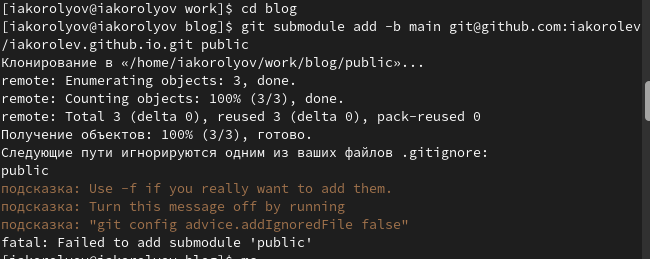 [iakorolyov@iakorolyov work]$ cd blog
[iakorolyov@iakorolyov blog]$ git submodule add -b main git@github.com:iakorolev
/iakorolev.github.io.git public
Клонирование в «/home/iakorolyov/work/blog/public»...
remote: Enumerating objects: 3, done.
remote: Counting objects: 100% (3/3), done.
remote: Total 3 (delta 0), reused 3 (delta 0), pack-reused 0
Получение объектов: 100% (3/3), готово.
Следующие пути игнорируются одним из ваших файлов .gitignore:
public
подсказка: Use -f if you really want to add them.
подсказка: Turn this message off by running
подсказка: "git config advice.addIgnoredFile false"
fatal: Failed to add submodule 'public'
[iakorolyov@iakorolyov blog]$